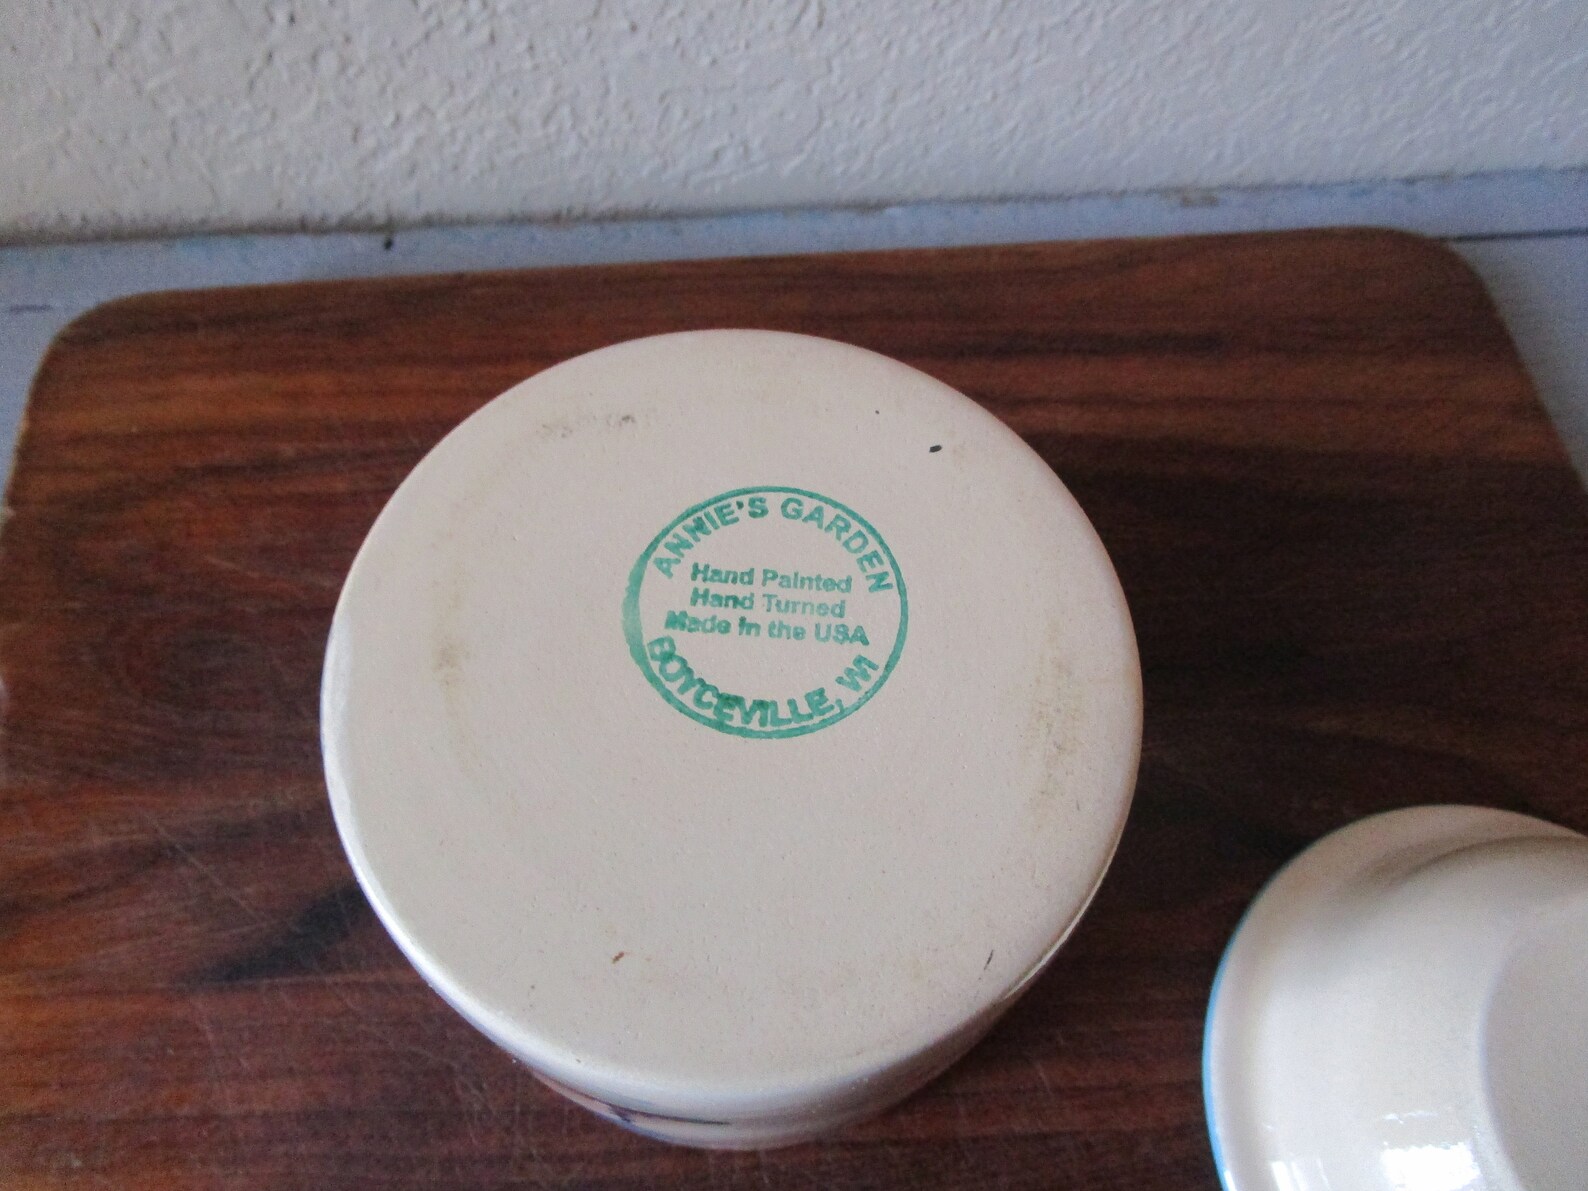 ANNIE'S GARDEN
Hand Painted
Hand Turned
Made in the USA
BOYCEVILLE, WI